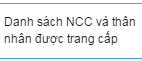 Danh sách NCC và thân
nhân được trang cấp